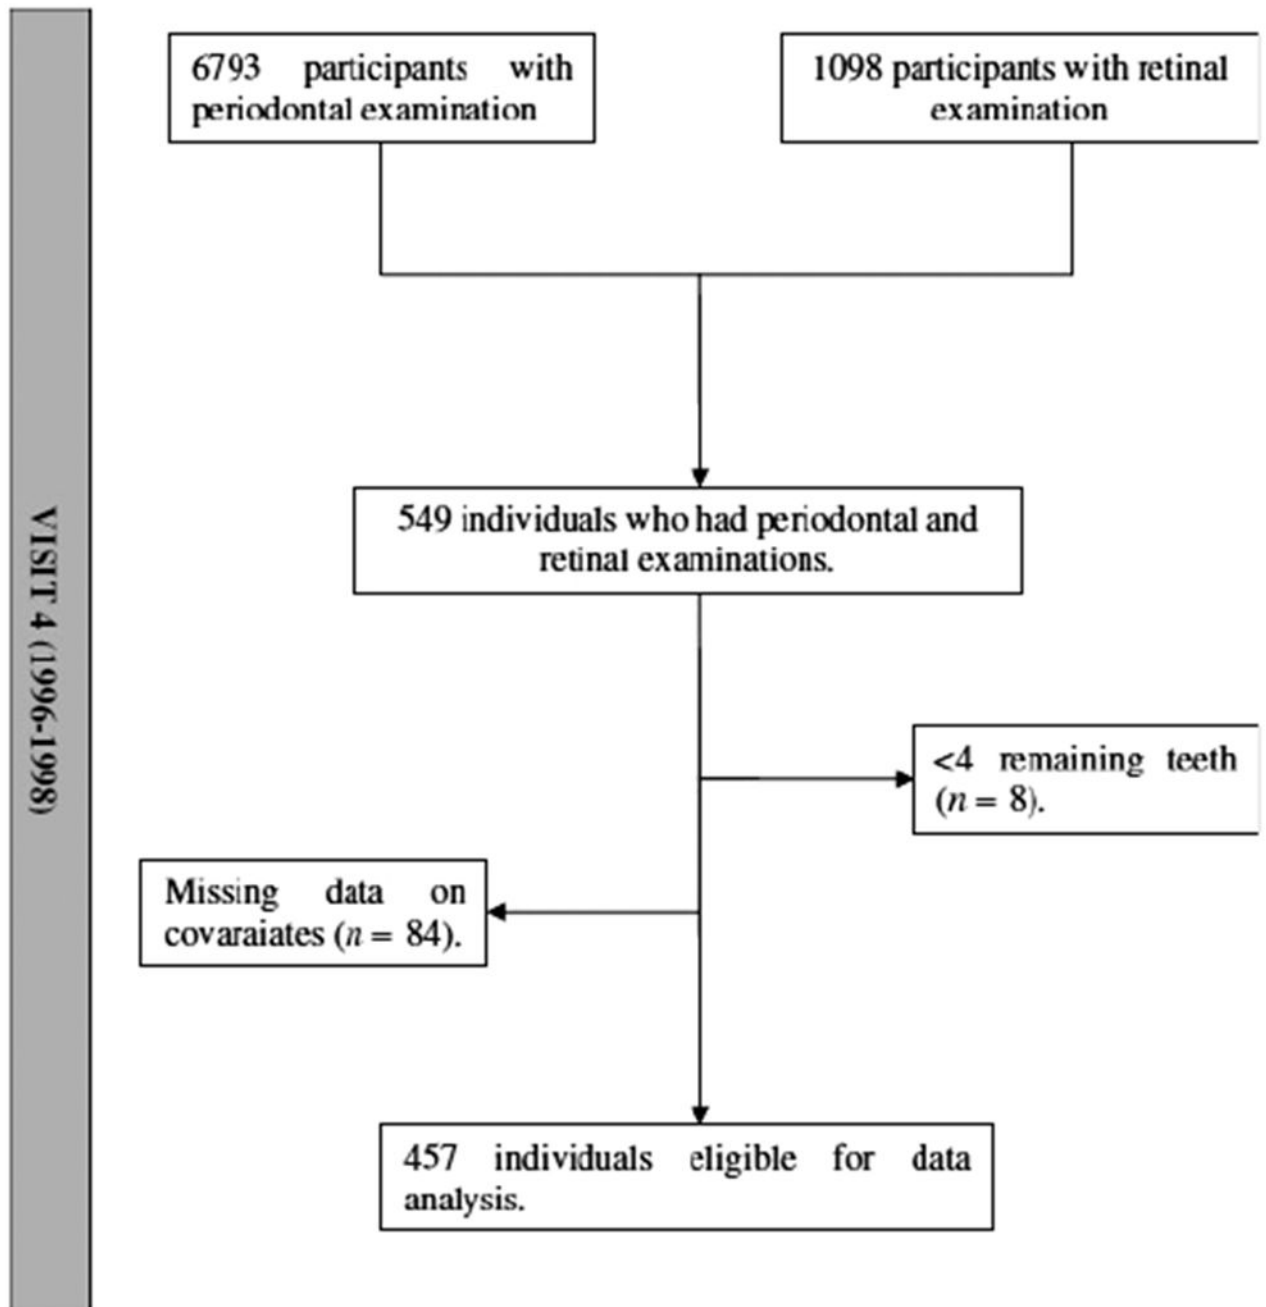 6793 participants with
periodontal examination
1098 participants with retinal
examination
549 individuals who had periodontal and
retinal examinations.
<4 remaining teeth
(n = 8).
Missing data on
covaraiates (n = 84).
457 individuals eligible for data
analysis.
VISIT 4 (1996-1998)